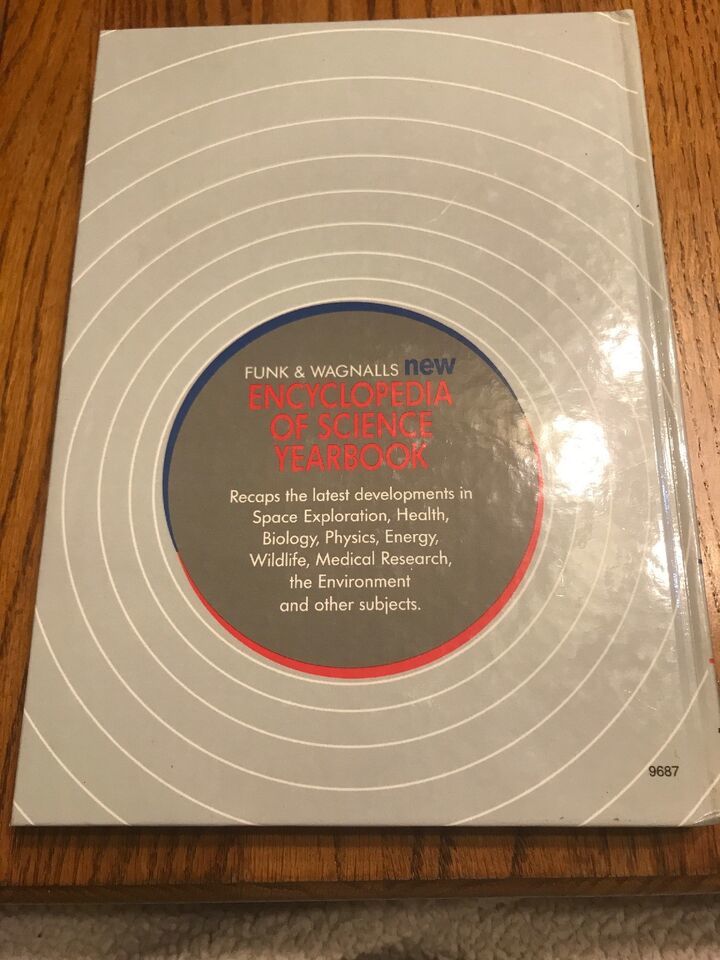 FUNK & WAGNALLS new
ENCYCLOPEDIA
OF SCIENCE
YEARBOOK
Recaps the latest developments in
Space Exploration, Health,
Biology, Physics, Energy,
Wildlife, Medical Research,
the Environment
and other subjects.
9687